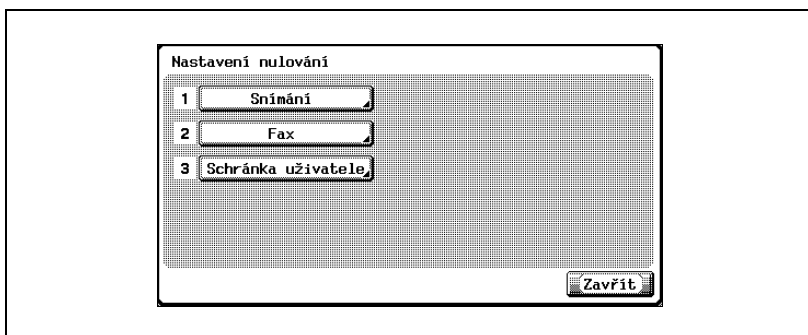 Nastavení nulování
1 Snímání
2 Fax
3 Schránka uživatele
Zavřít